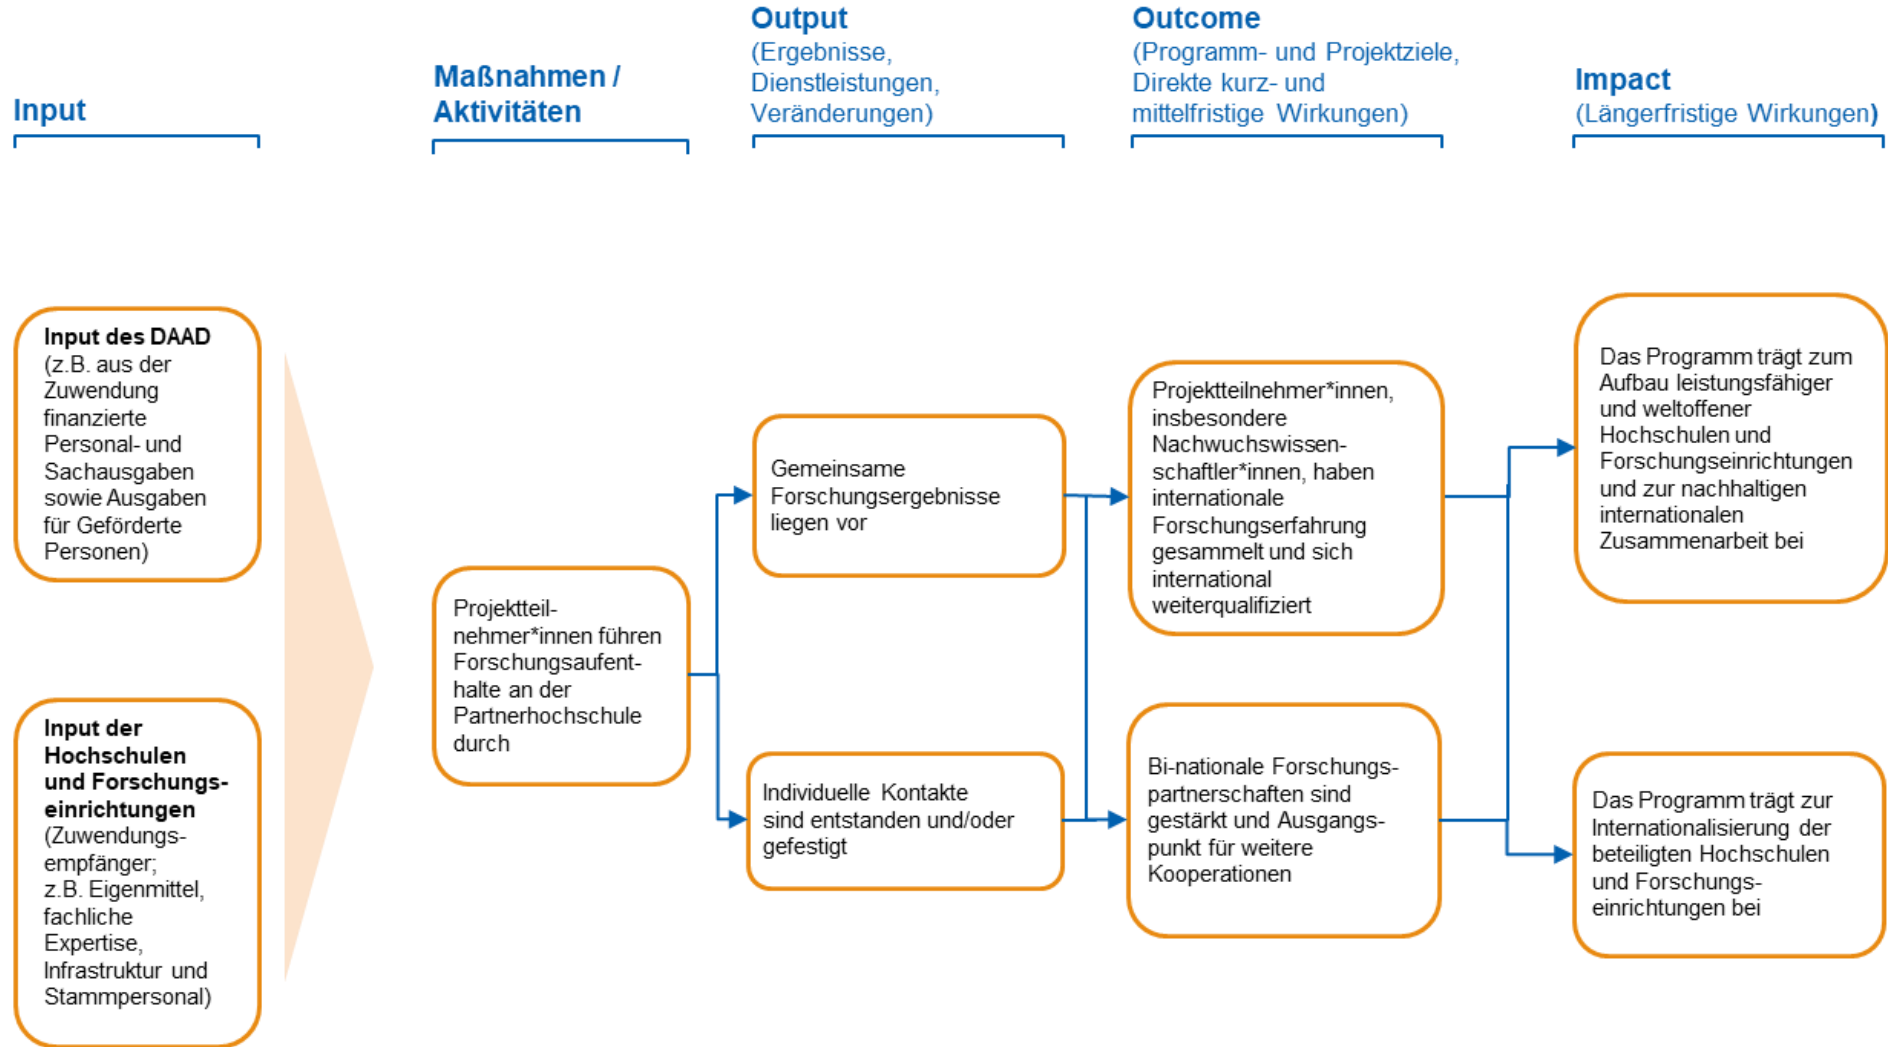 Input
Maßnahmen /
Aktivitäten
Output
(Ergebnisse,
Dienstleistungen,
Veränderungen)
Outcome
(Programm- und Projektziele,
Direkte kurz- und
mittelfristige Wirkungen)
Impact
(Längerfristige Wirkungen)
Input des DAAD
(z.B. aus der
Zuwendung
finanzierte
Personal- und
Sachausgaben
sowie Ausgaben
für Geförderte
Personen)
Input der
Hochschulen
und Forschungs-
einrichtungen
(Zuwendungs-
empfänger;
z.B. Eigenmittel,
fachliche
Expertise,
Infrastruktur und
Stammpersonal)
Projektteil-
nehmer*innen führen
Forschungsaufent-
halte an der
Partnerhochschule
durch
Gemeinsame
Forschungsergebnisse
liegen vor
Individuelle Kontakte
sind entstanden und/oder
gefestigt
Projektteilnehmer*innen,
insbesondere
Nachwuchswissen-
schaftler*innen, haben
internationale
Forschungserfahrung
gesammelt und sich
international
weiterqualifiziert
Bi-nationale Forschungs-
partnerschaften sind
gestärkt und Ausgangs-
punkt für weitere
Kooperationen
Das Programm trägt zum
Aufbau leistungsfähiger
und weltoffener
Hochschulen und
Forschungseinrichtungen
und zur nachhaltigen
internationalen
Zusammenarbeit bei
Das Programm trägt zur
Internationalisierung der
beteiligten Hochschulen
und Forschungs-
einrichtungen bei